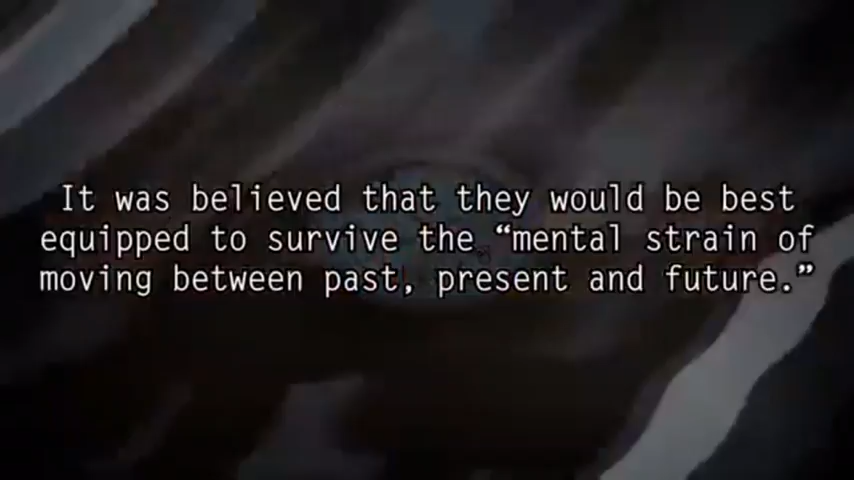 It was believed that they would be best
equipped to survive the “mental strain of
moving between past, present and future.”